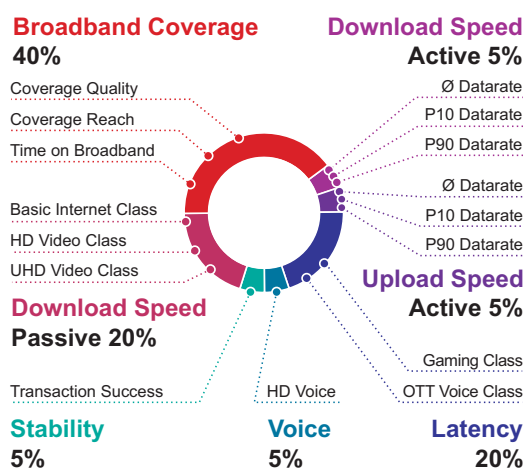 Broadband Coverage
40%
Coverage Quality
Coverage Reach
Time on Broadband
Basic Internet Class
HD Video Class
UHD Video Class
Download Speed
Passive 20%
Transaction Success
Stability
5%
HD Voice
Voice
5%
Download Speed
Active 5%
Ø Datarate
P10 Datarate
P90 Datarate
Ø Datarate
P10 Datarate
P90 Datarate
Upload Speed
Active 5%
Gaming Class
OTT Voice Class
Latency
20%